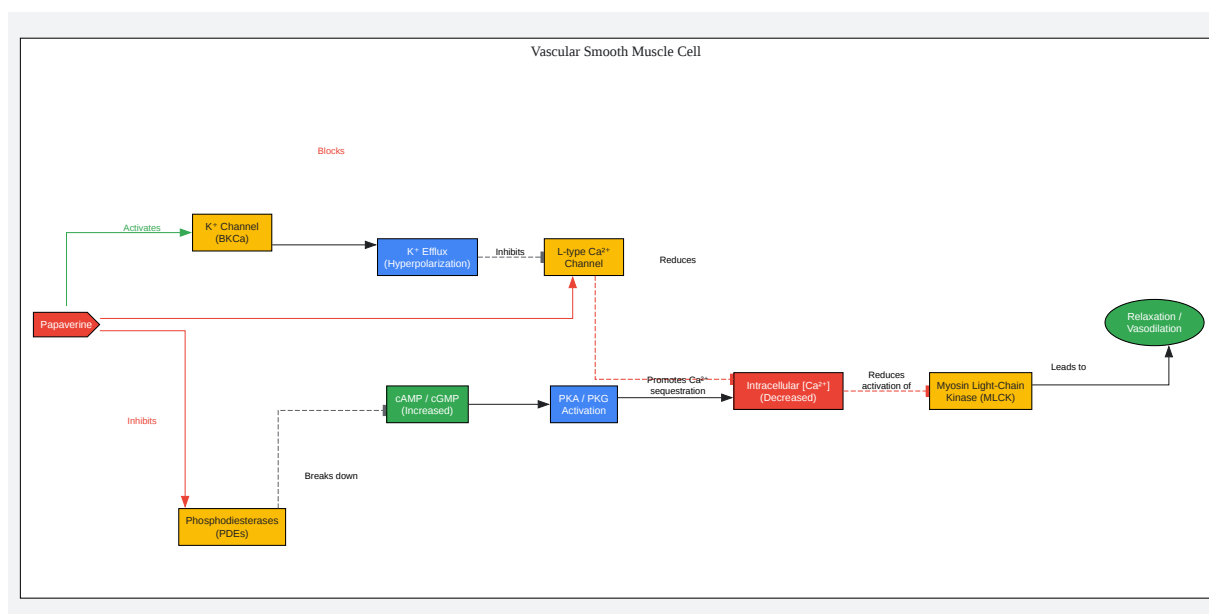 Vascular Smooth Muscle Cell
Blocks
Activates
K⁺ Channel
(BKCa)
K⁺ Efflux
(Hyperpolarization)
Inhibits
L-type Ca²⁺
Channel
Reduces
Papaverine
Relaxation /
Vasodilation
Inhibits
cAMP / cGMP
(Increased)
PKA / PKG
Activation
Promotes Ca²⁺
sequestration
Intracellular [Ca²⁺]
(Decreased)
Reduces
activation of
Myosin Light-Chain
Kinase (MLCK)
Leads to
Breaks down
Phosphodiesterases
(PDEs)